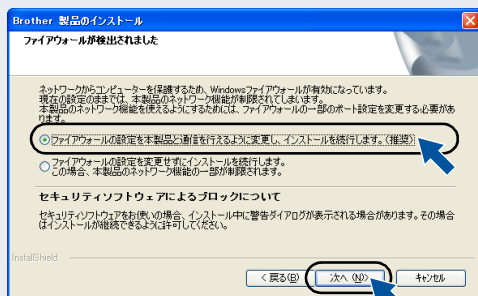 Brother 製品のインストール
ファイアウォールが検出されました
ネットワークからコンピューターを保護するため、Windowsファイアウォールが有効になっています。
現在の設定のままでは、本製品のネットワーク機能が制限されてしまいます。
本製品のネットワーク機能を使えるようにするためには、ファイアウォールの一部のポート設定を変更する必要があ
ります。
ファイアウォールの設定を本製品と通信を行えるように変更し、インストールを続行します。(推奨)
ファイアウォールの設定を変更せずにインストールを続行します。
この場合、本製品のネットワーク機能の一部が制限されます。
セキュリティソフトウェアによるブロックについて
セキュリティソフトウェアをお使いの場合、インストール中に警告ダイアログが表示される場合があります。その場合
はインストールが継続できるように許可してください。
InstallShield
< 戻る(B)
次へ (N)>
キャンセル